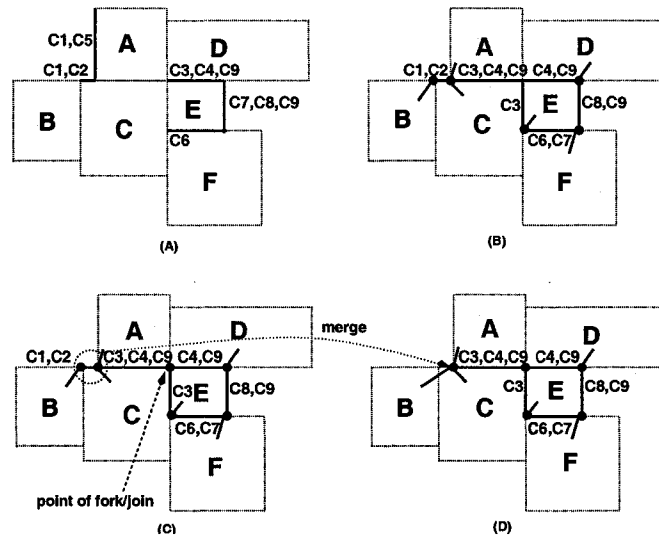 C1,C5
A
D
C1,C2
C3,C4,C9
B
C
E
C7,C8,C9
C6
F
(A)
A
D
C1,C2
C3,C4,C9
C4,C9
B
C
C3
E
C8,C9
C6,C7
F
(B)
A
D
merge
C1,C2
C3,C4,C9
C4,C9
B
C
C3
E
C8,C9
C6,C7
F
point of fork/join
(C)
A
D
C3,C4,C9
C4,C9
B
C
C3
E
C8,C9
C6,C7
F
(D)